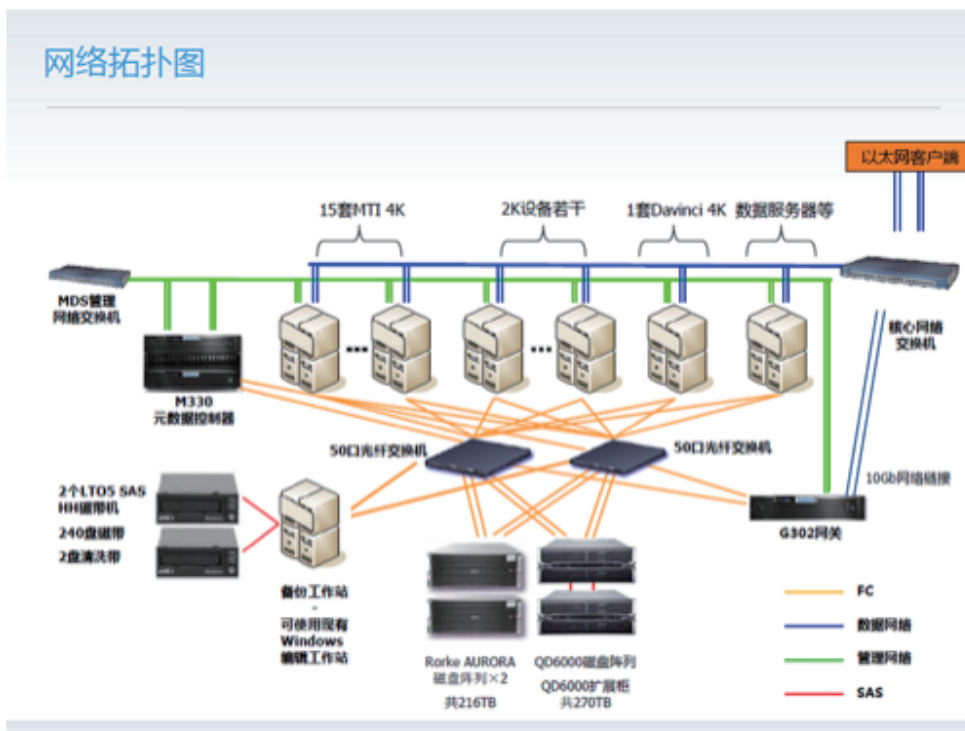 网络拓扑图
以太网客户端
15套MTI 4K
2K设备若干
1套Davinci 4K
数据服务器等
MDS管理
网络交换机
核心网络
交换机
M330
元数据控制器
50口光纤交换机
50口光纤交换机
10Gb网络链接
2个LTO5 SAS
HH磁带机
240盘磁带
2盘清洗带
G302网关
备份工作站
-
可使用现有
Windows
编辑工作站
Rorke AURORA
磁盘阵列×2
共216TB
QD6000磁盘阵列
QD6000扩展柜
共270TB
FC
数据网络
管理网络
SAS